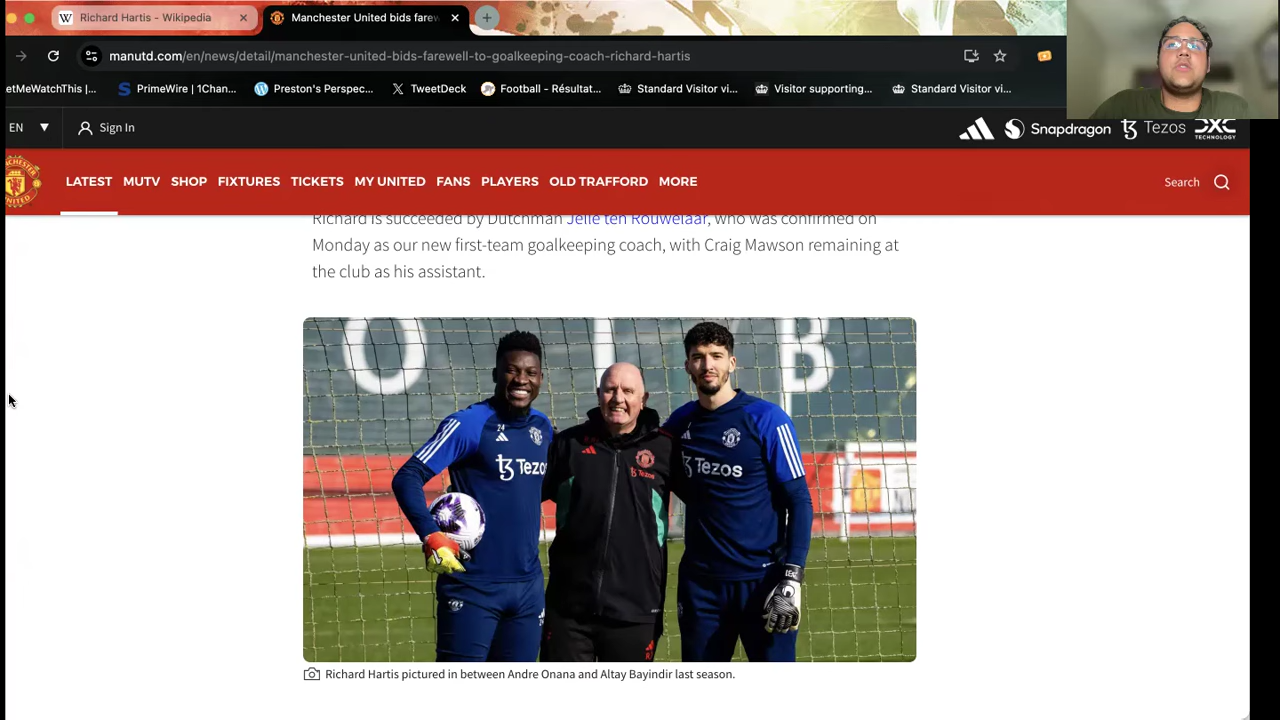 Richard Hartis - Wikipedia
Manchester United bids farew
manutd.com/en/news/detail/manchester-united-bids-farewell-to-goalkeeping-coach-richard-hartis
etMeWatchThis |... PrimeWire | 1Chan... Preston's Perspec... TweetDeck Football - Résultat... Standard Visitor vi... Visitor supporting... Standard Visitor vi...
EN Sign In
Snapdragon Tezos DXC TECHNOLOGY
LATEST MUTV SHOP FIXTURES TICKETS MY UNITED FANS PLAYERS OLD TRAFFORD MORE Search
Richard is succeeded by Dutchman Jelle ten Rouwelaar, who was confirmed on
Monday as our new first-team goalkeeping coach, with Craig Mawson remaining at
the club as his assistant.
O B
24
Tezos
Tezos
Tezos
Richard Hartis pictured in between Andre Onana and Altay Bayindir last season.